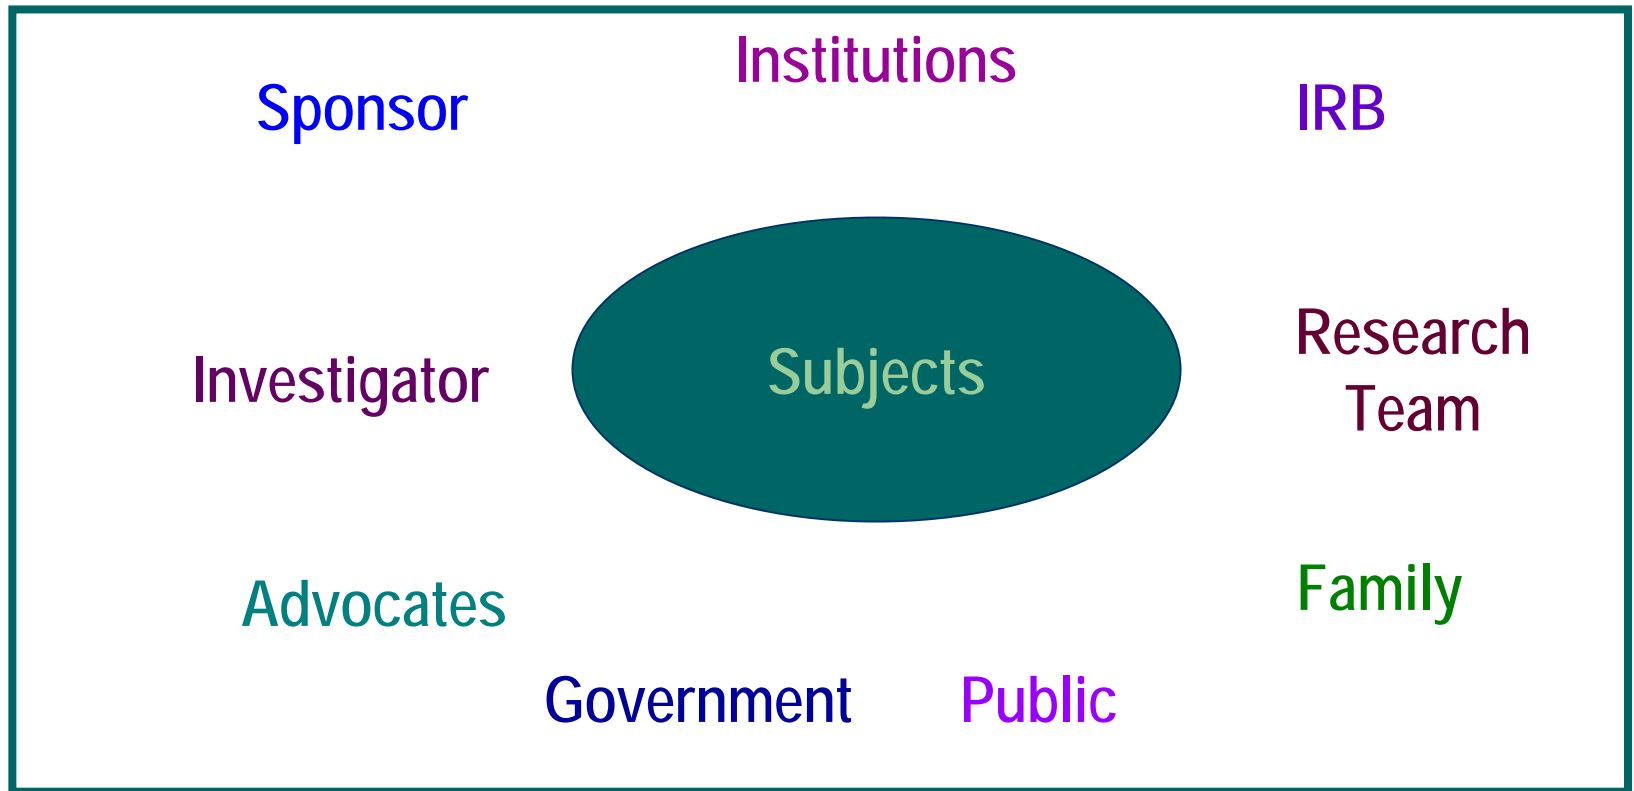 Institutions
Sponsor
IRB
Investigator
Subjects
Research
Team
Advocates
Family
Government
Public